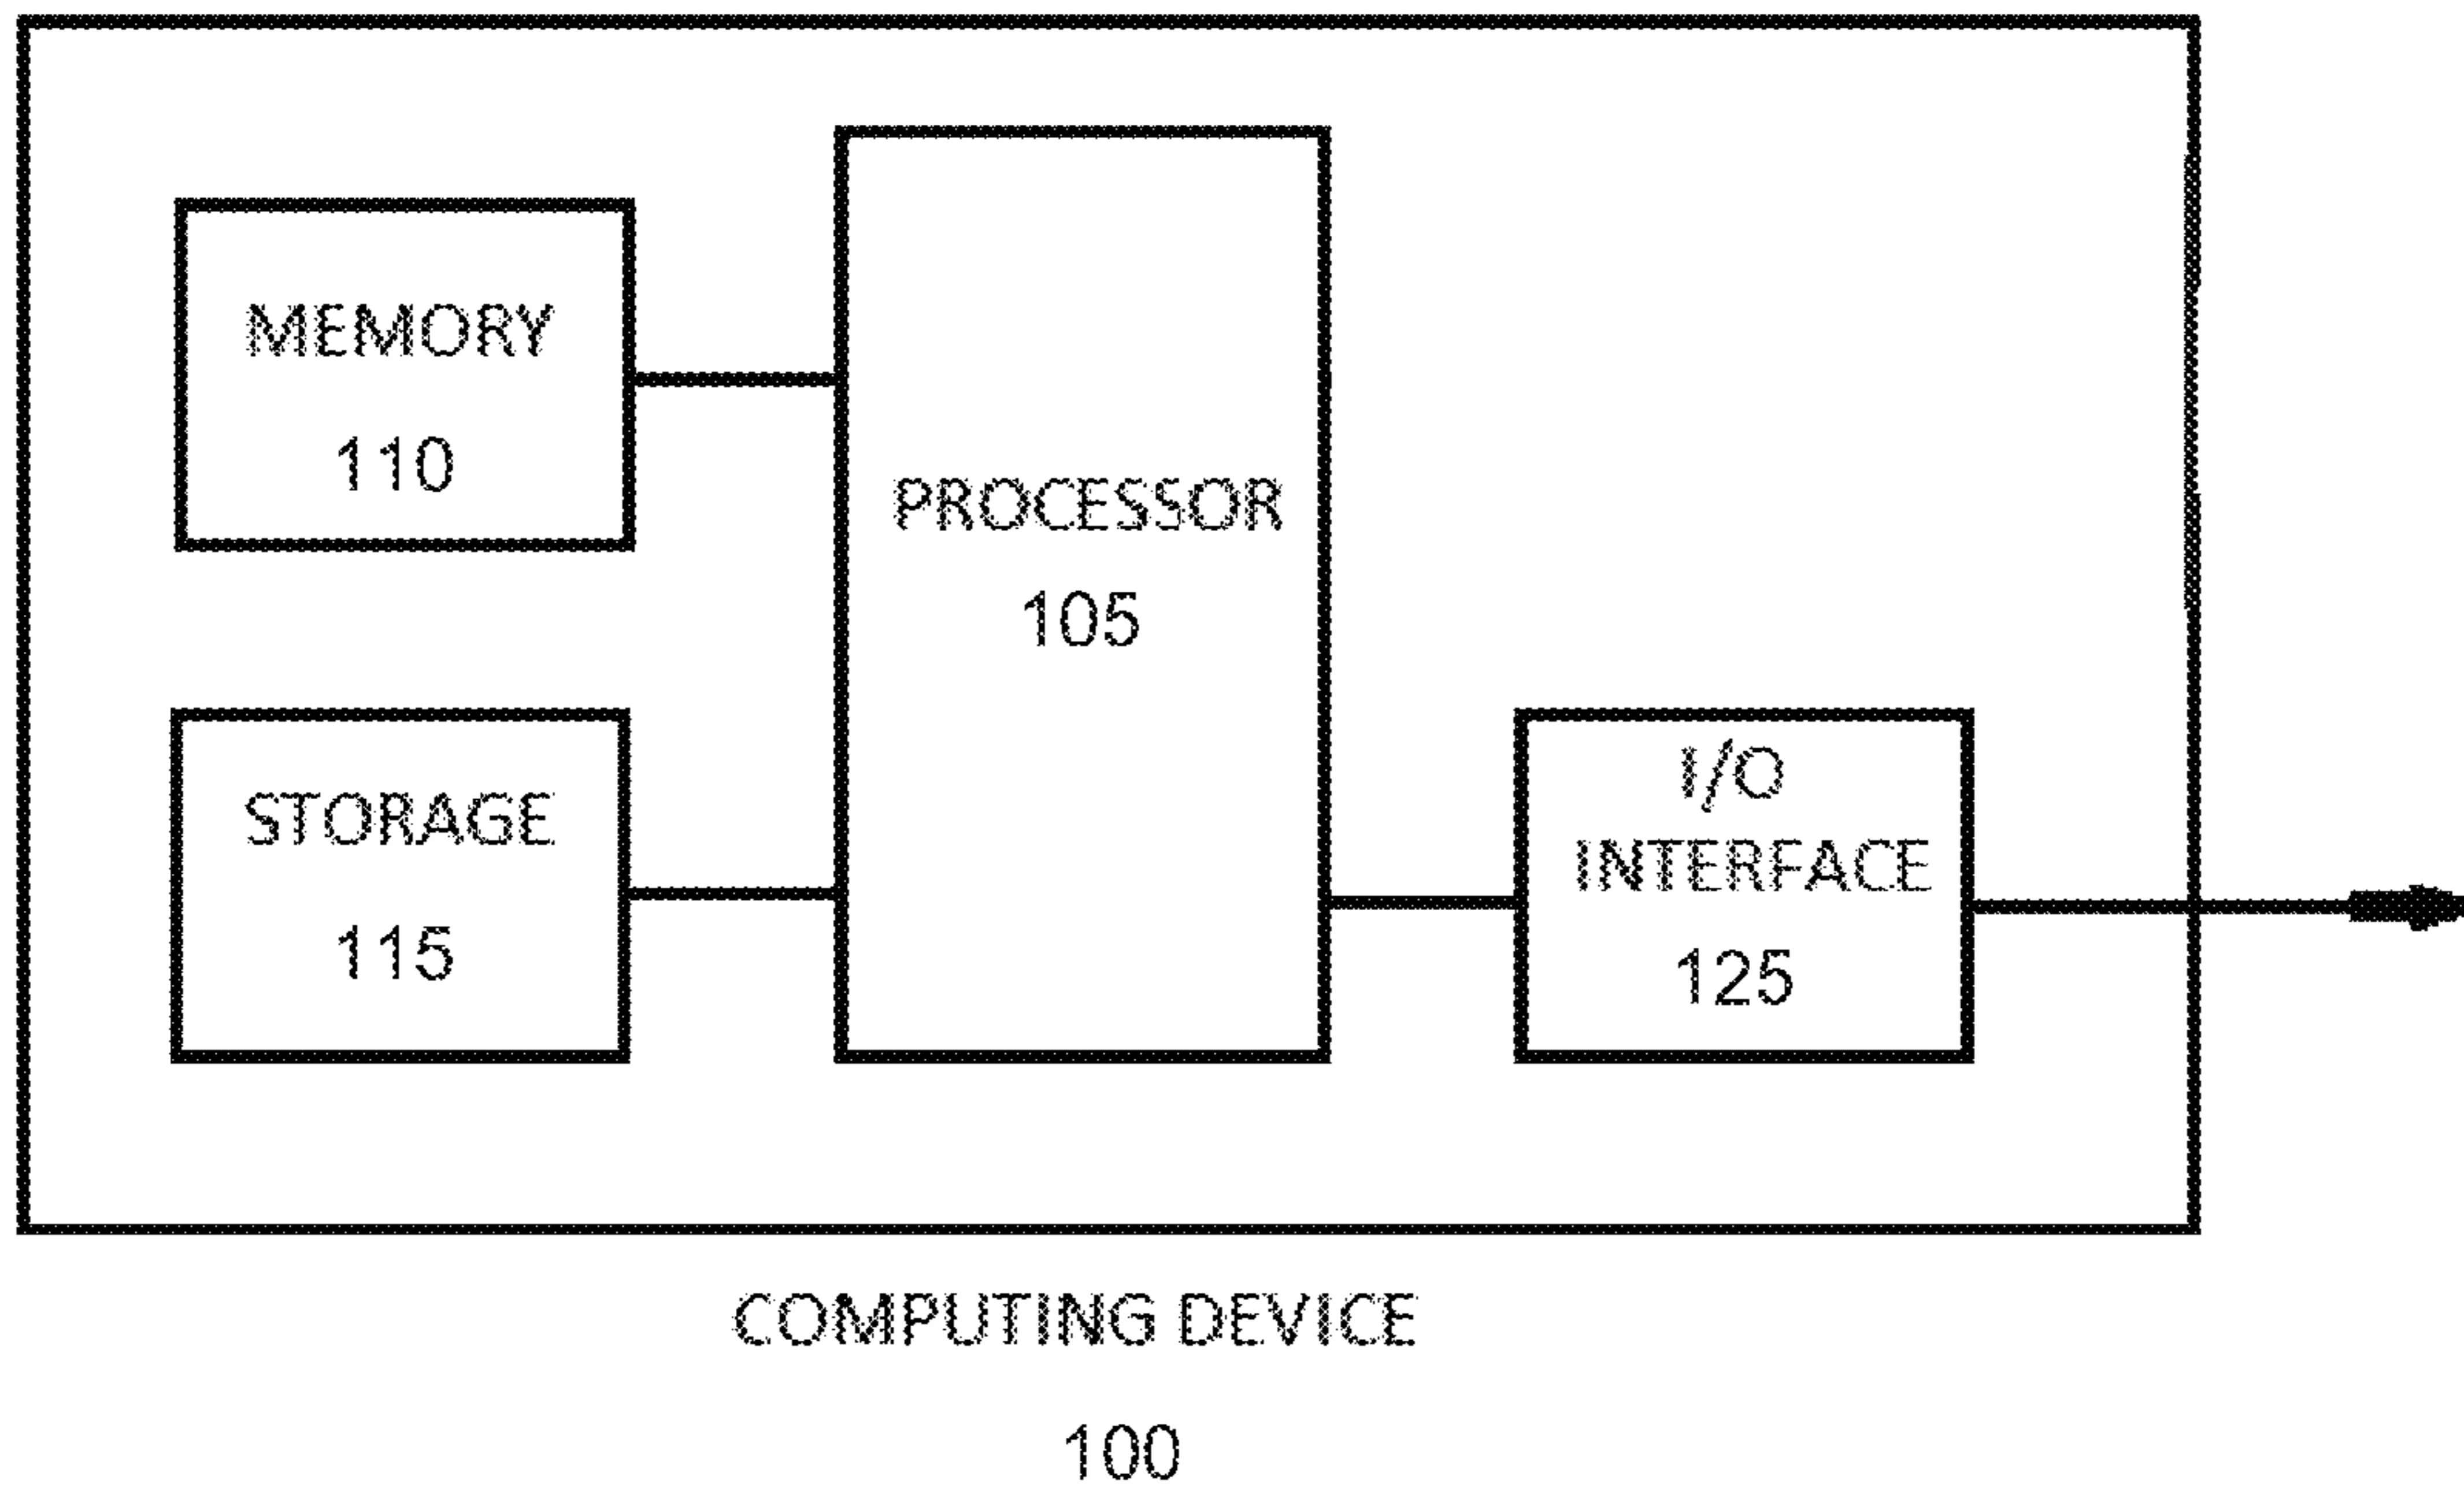 MEMORY
110
PROCESSOR
105
STORAGE
115
I/O
INTERFACE
125
COMPUTING DEVICE
100